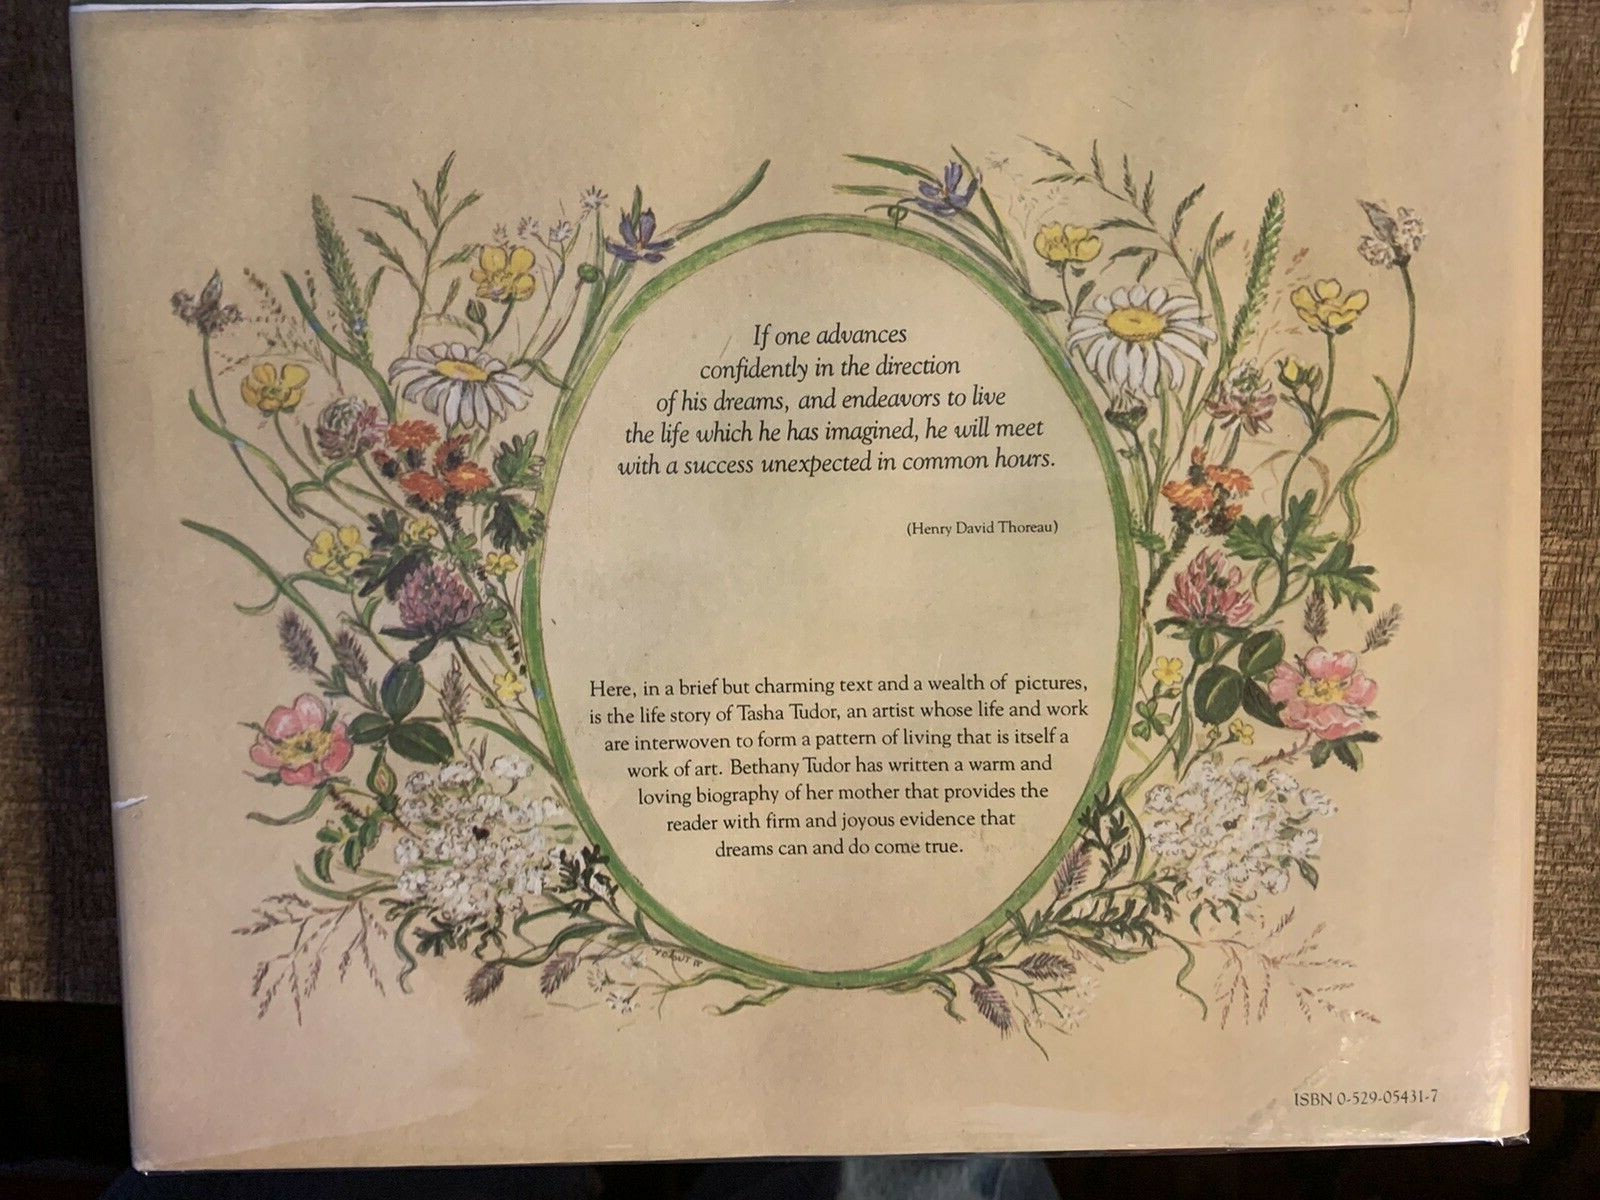 If one advances
confidently in the direction
of his dreams, and endeavors to live
the life which he has imagined, he will meet
with a success unexpected in common hours.
(Henry David Thoreau)
Here, in a brief but charming text and a wealth of pictures,
is the life story of Tasha Tudor, an artist whose life and work
are interwoven to form a pattern of living that is itself a
work of art. Bethany Tudor has written a warm and
loving biography of her mother that provides the
reader with firm and joyous evidence that
dreams can and do come true.
ISBN 0-529-05431-7